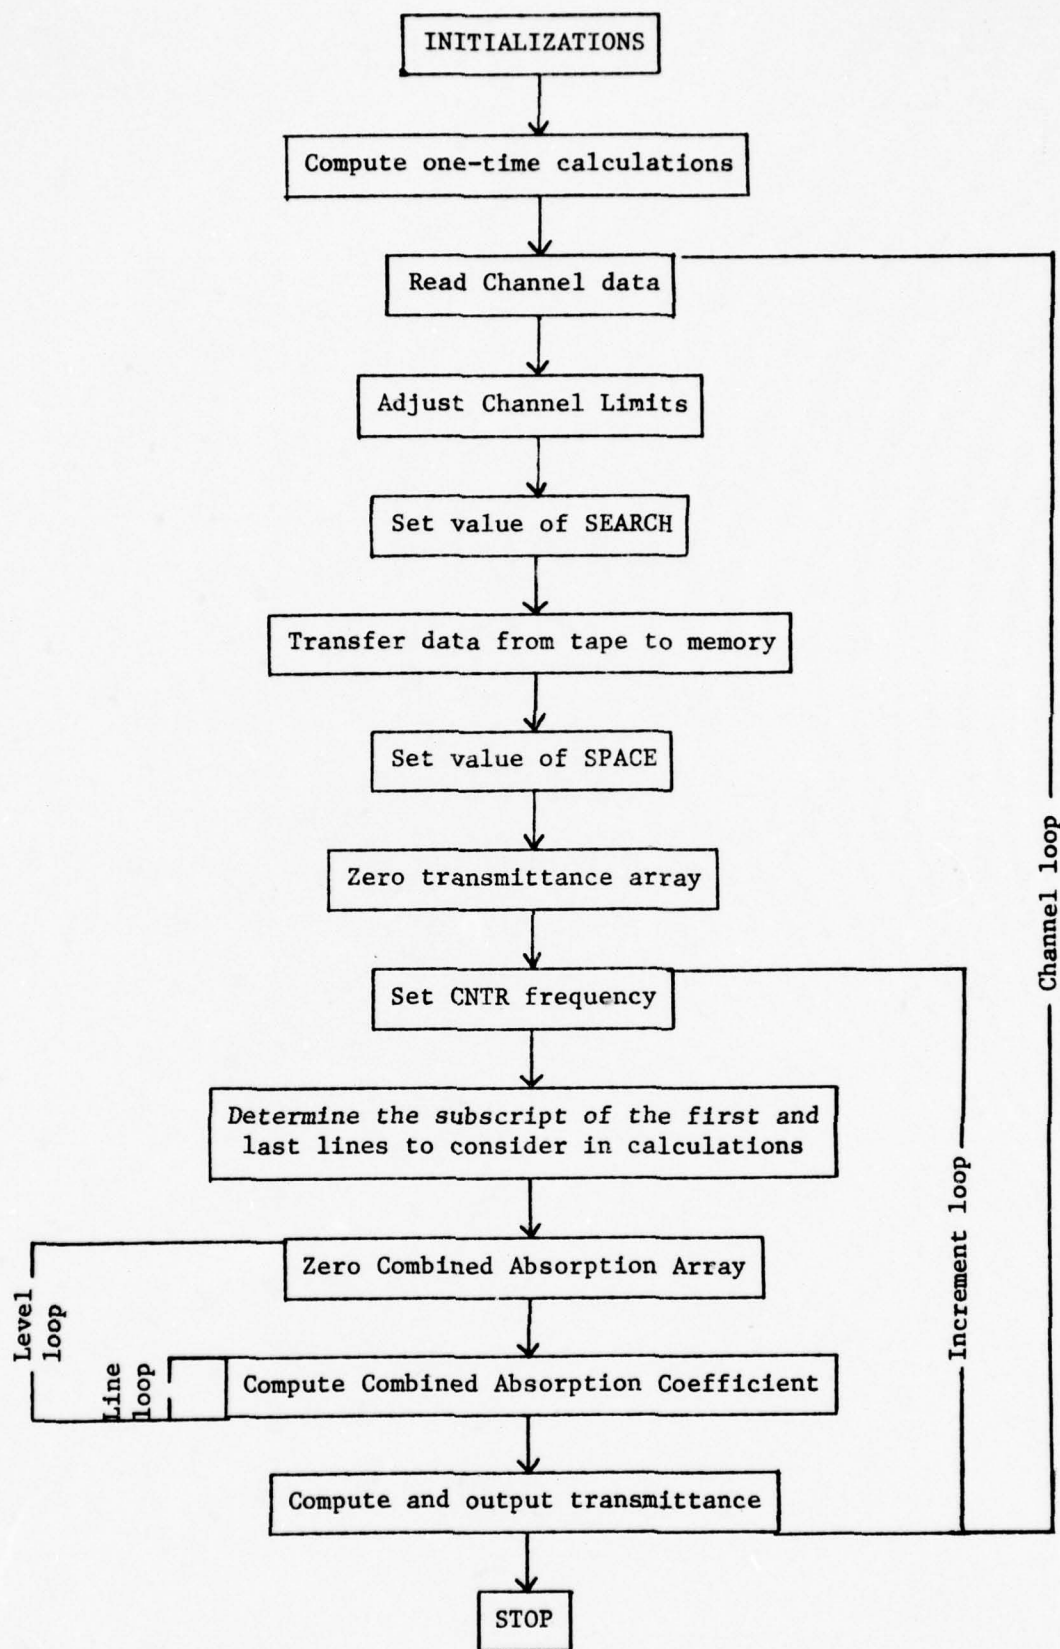 INITIALIZATIONS
Compute one-time calculations
Read Channel data
Adjust Channel Limits
Set value of SEARCH
Transfer data from tape to memory
Set value of SPACE
Zero transmittance array
Set CNTR frequency
Determine the subscript of the first and
last lines to consider in calculations
Zero Combined Absorption Array
Compute Combined Absorption Coefficient
Compute and output transmittance
STOP
Level
loop
Line
loop
Increment loop
Channel loop